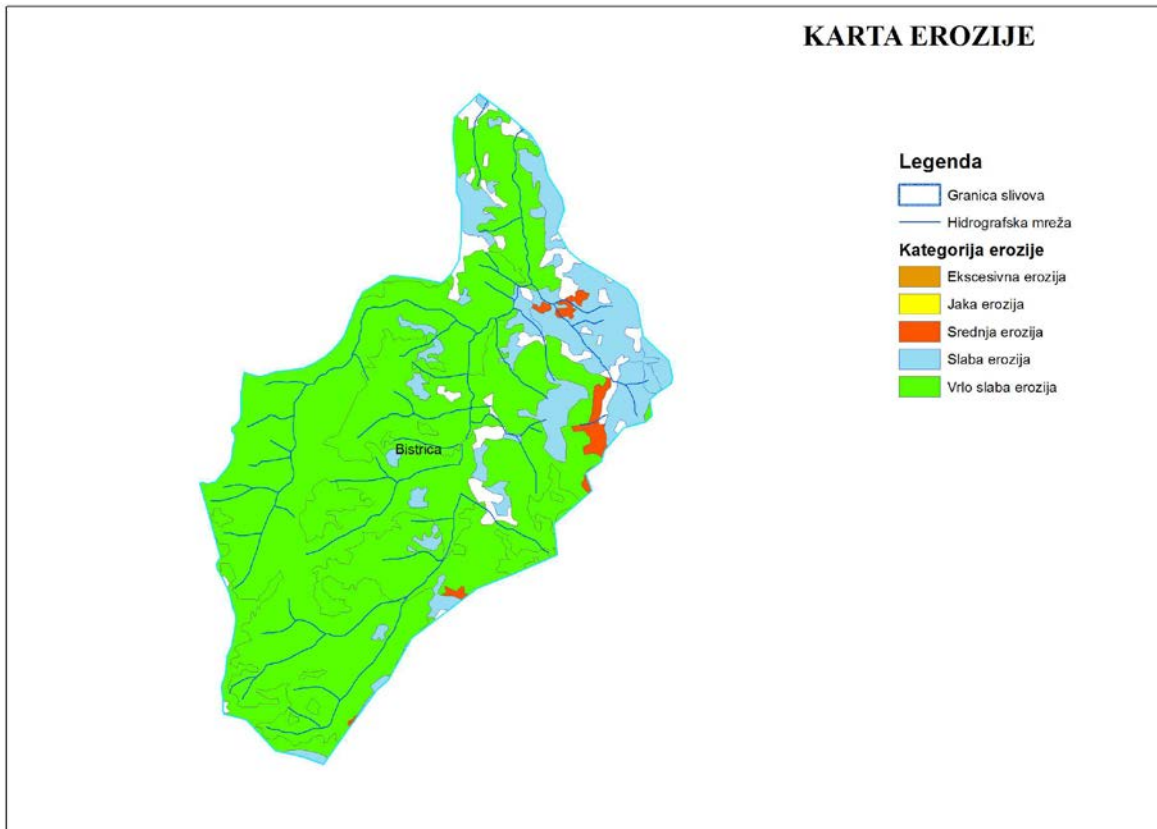 KARTA EROZIJE
Legenda
Granica slivova
Hidrografska mreža
Kategorija erozije
Ekscesivna erozija
Jaka erozija
Srednja erozija
Slaba erozija
Vrlo slaba erozija
Bistrica